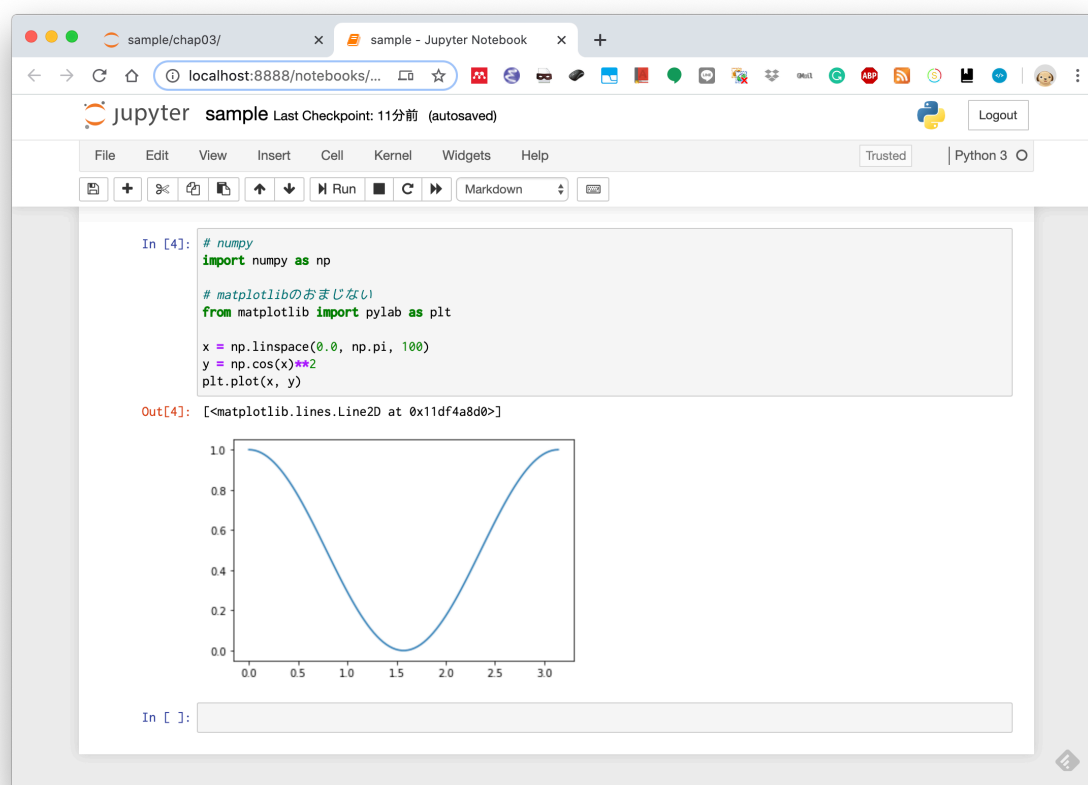 sample/chap03/
sample - Jupyter Notebook
localhost:8888/notebooks/...
ABP
jupyter sample Last Checkpoint: 11分前 (autosaved)
Logout
File Edit View Insert Cell Kernel Widgets Help
Trusted
Python 3
Run
Markdown
In [4]:
# numpy
import numpy as np
# matplotlibのおまじない
from matplotlib import pylab as plt
x = np.linspace(0.0, np.pi, 100)
y = np.cos(x)**2
plt.plot(x, y)
Out[4]: [<matplotlib.lines.Line2D at 0x11df4a8d0>]
1.0
0.8
0.6
0.4
0.2
0.0
0.0 0.5 1.0 1.5 2.0 2.5 3.0
In [ ]: